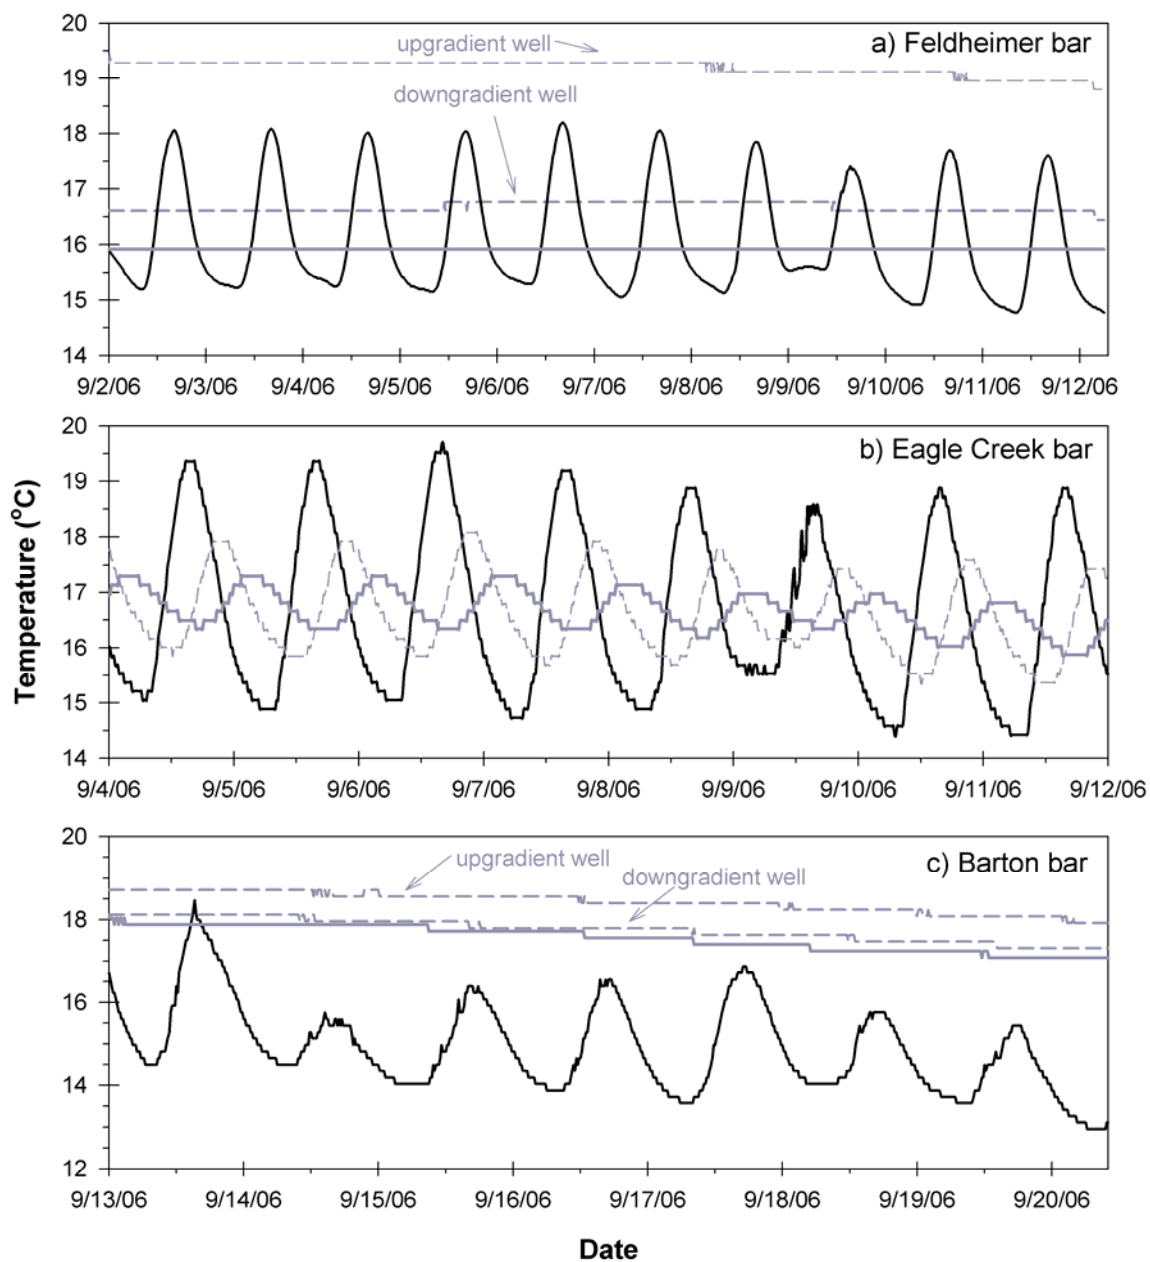 20
upgradient well
a) Feldheimer bar
19
downgradient well
18
17
16
15
14
9/2/06 9/3/06 9/4/06 9/5/06 9/6/06 9/7/06 9/8/06 9/9/06 9/10/06 9/11/06 9/12/06
20
b) Eagle Creek bar
19
18
17
16
15
14
9/4/06 9/5/06 9/6/06 9/7/06 9/8/06 9/9/06 9/10/06 9/11/06 9/12/06
Temperature (°C)
20
upgradient well
c) Barton bar
downgradient well
18
16
14
12
9/13/06 9/14/06 9/15/06 9/16/06 9/17/06 9/18/06 9/19/06 9/20/06
Date